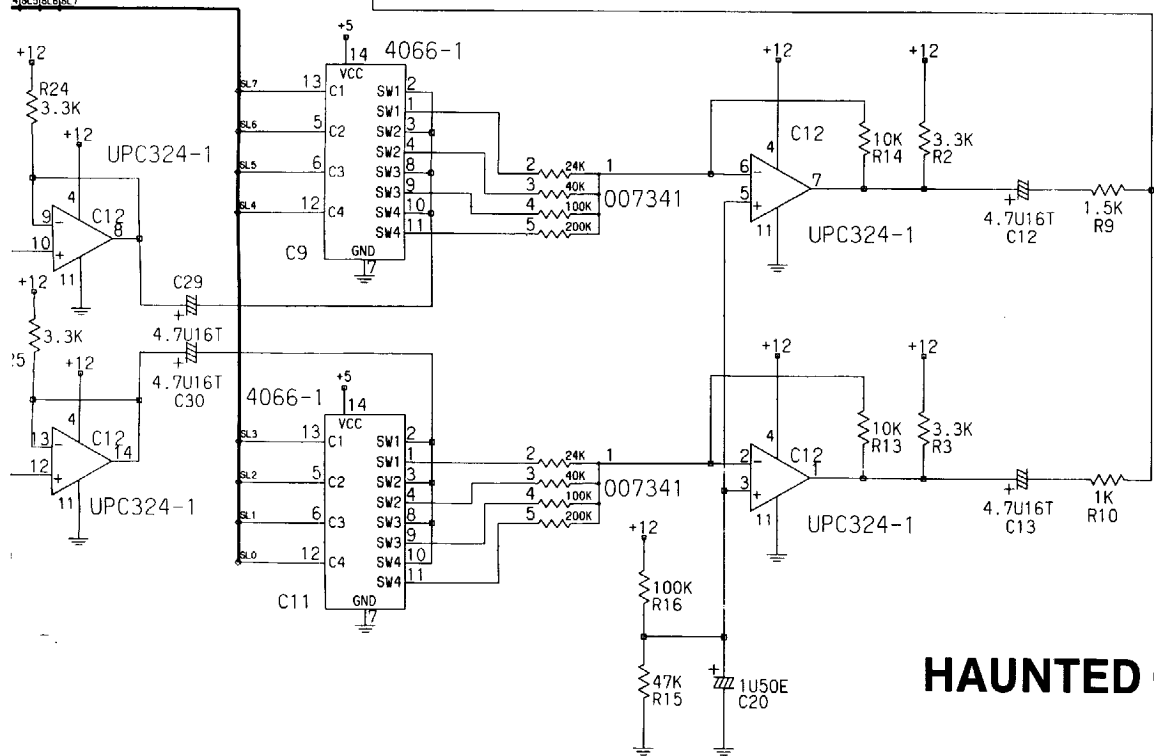 SL5 SL6 SL7
+12
R24
3.3K
+12
UPC324-1
4
C12
9
8
10
11
+12
3.3K
C29
4.7U16T
4.7U16T
C30
+12
4
C12
13
14
12
11
UPC324-1
+5
14
4066-1
VCC
SL7 13 C1 SW1 2
SW1 1
SL6 5 C2 SW2 3
SW2 4
SL5 6 C3 SW3 8
SW3 9
SL4 12 C4 SW4 10
SW4 11
GND
C9
7
2 24K 1
3 40K
007341
4 100K
5 200K
+12
C12
4
6
7
5
11
UPC324-1
10K
R14
+12
3.3K
R2
4.7U16T
C12
1.5K
R9
+5
14
4066-1
VCC
SL3 13 C1 SW1 2
SW1 1
SL2 5 C2 SW2 3
SW2 4
SL1 6 C3 SW3 8
SW3 9
SL0 12 C4 SW4 10
SW4 11
GND
C11
7
2 24K 1
3 40K
007341
4 100K
5 200K
+12
C12
4
2
1
3
11
UPC324-1
10K
R13
+12
3.3K
R3
4.7U16T
C13
1K
R10
+12
100K
R16
47K
R15
1U50E
C20
HAUNTED